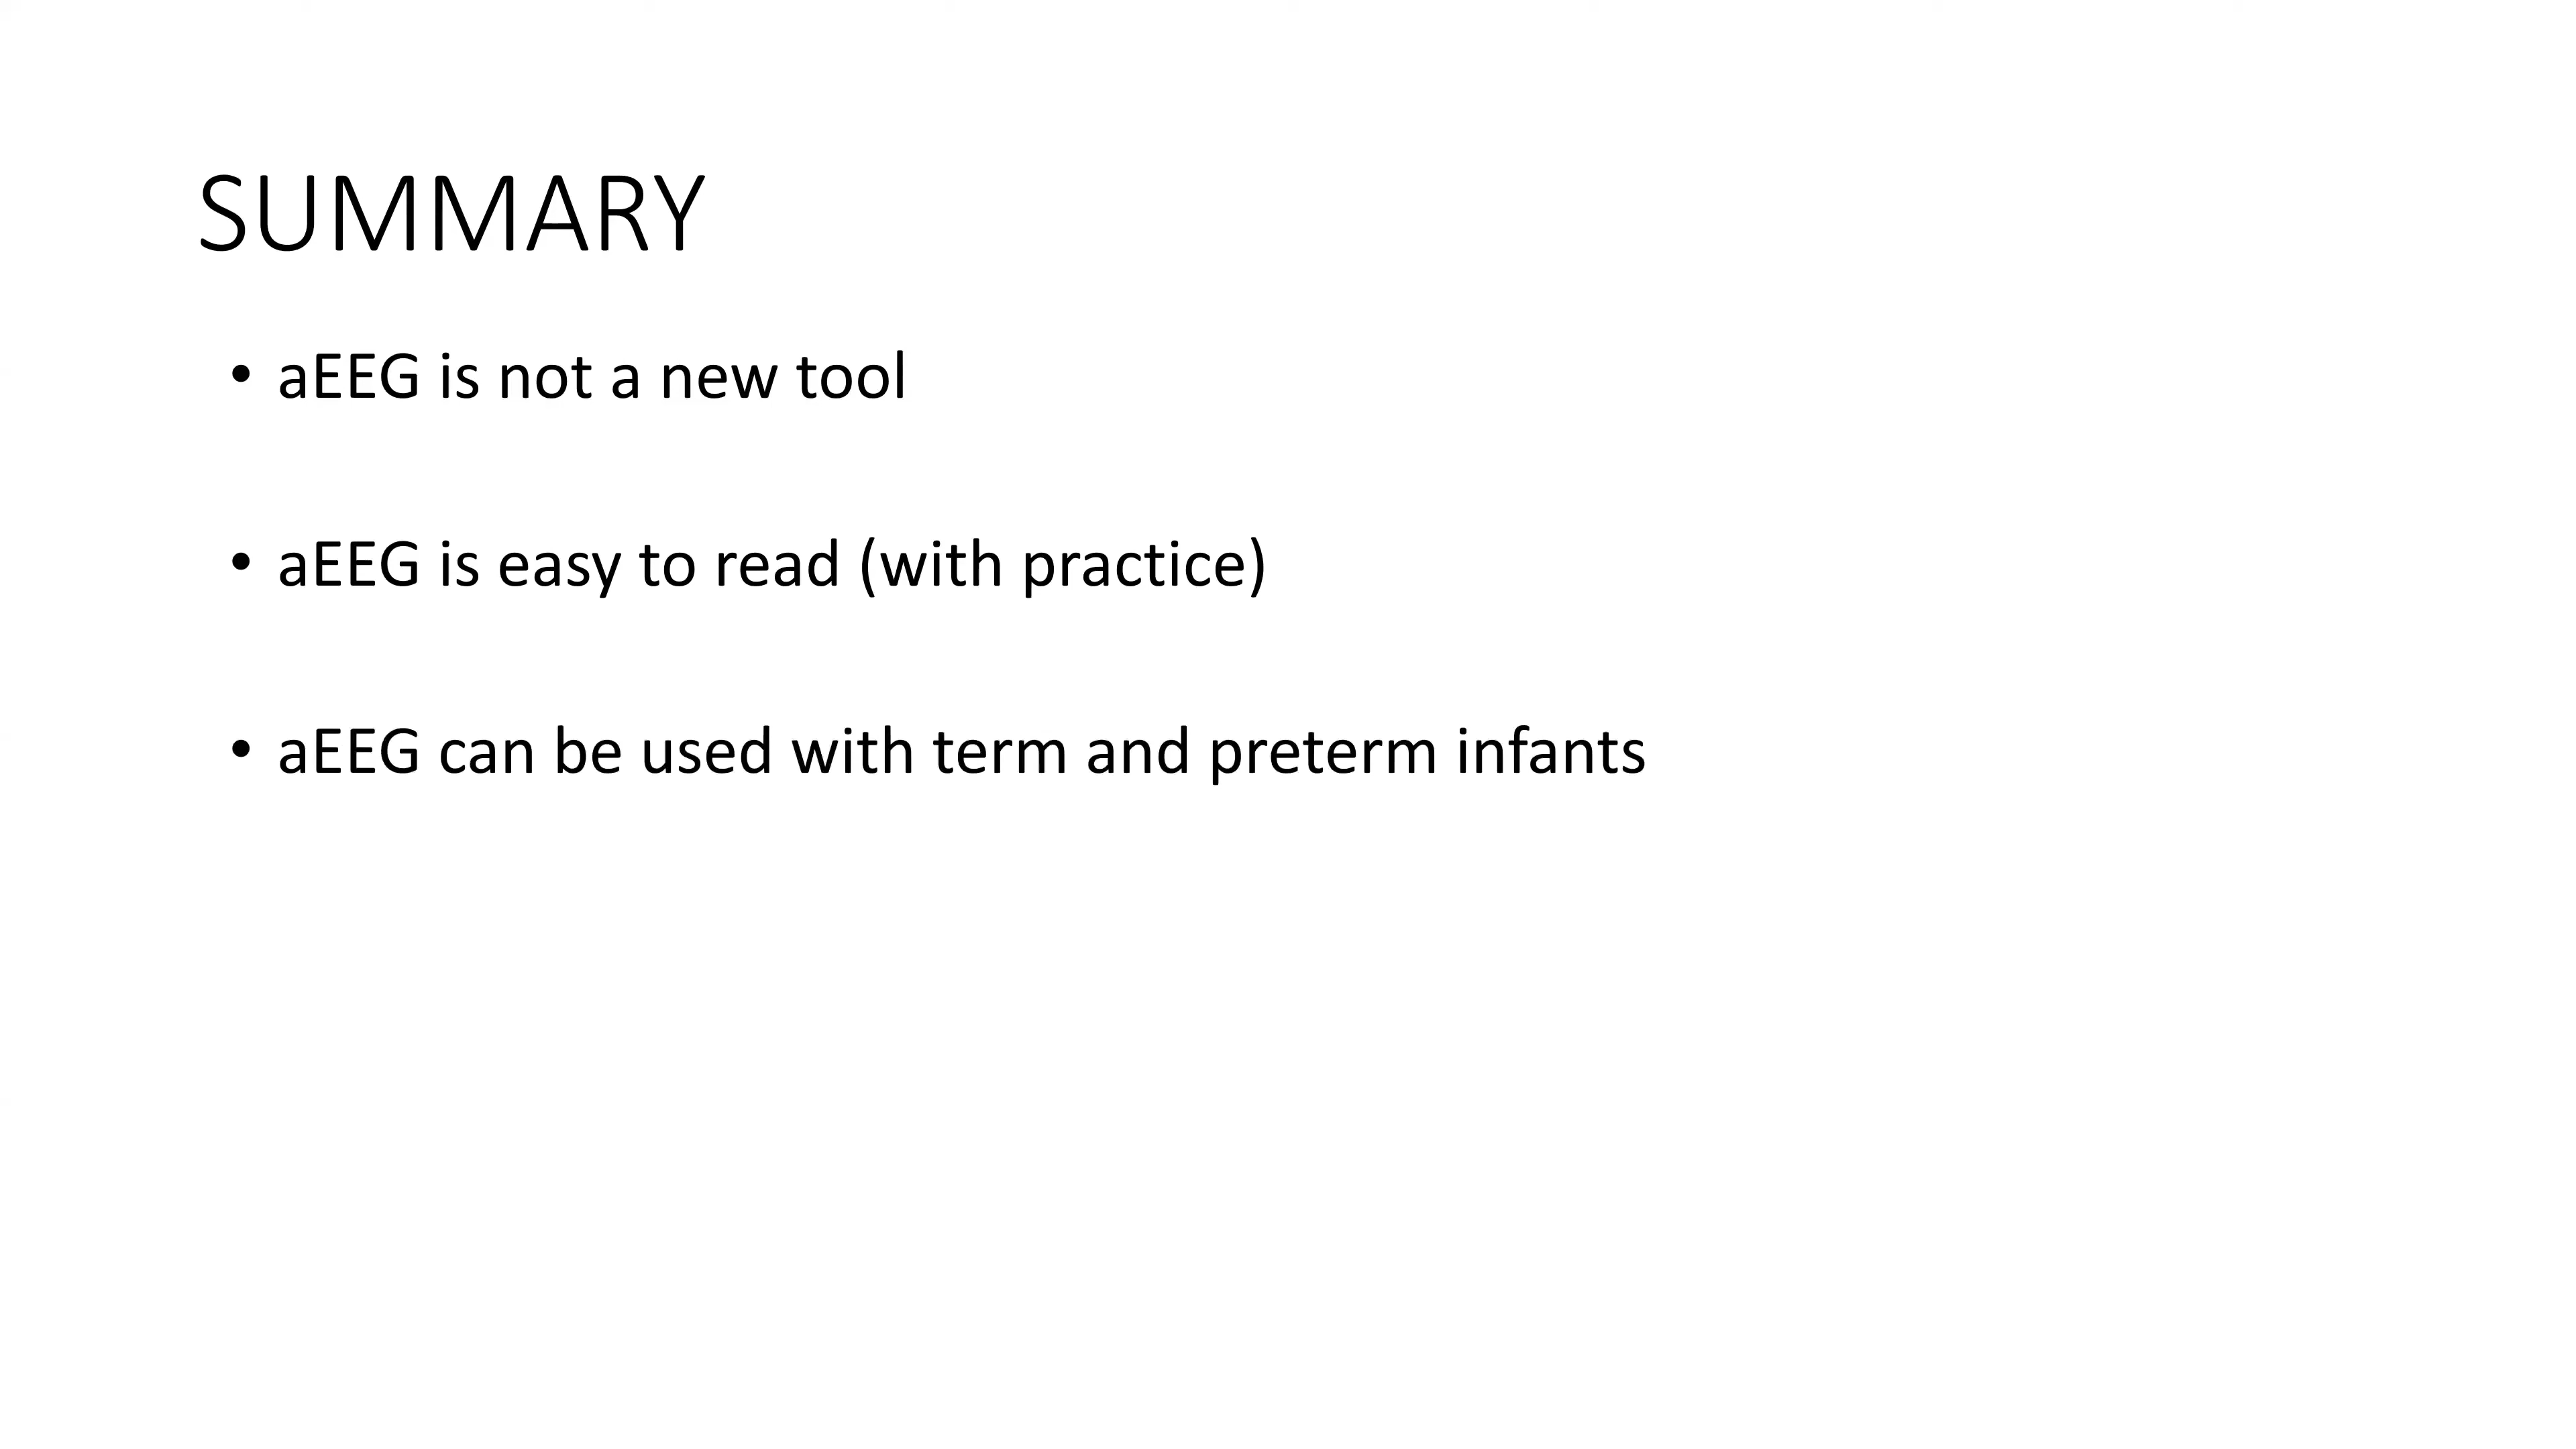 SUMMARY
• aEEG is not a new tool
• aEEG is easy to read (with practice)
• aEEG can be used with term and preterm infants